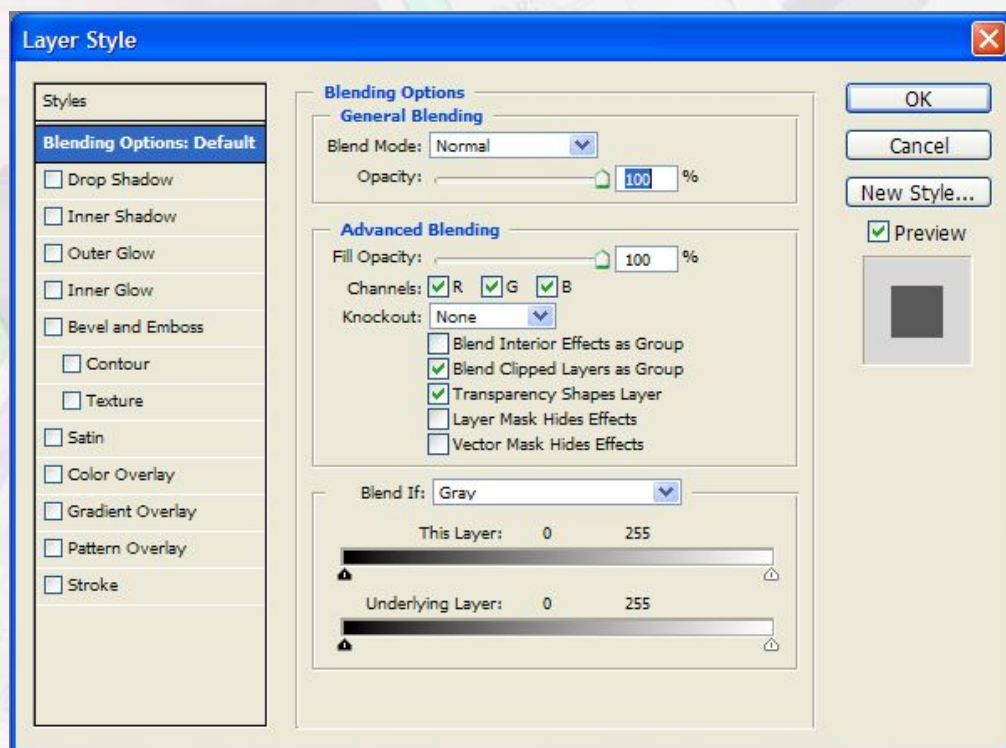 Layer Style
Styles
Blending Options: Default
Drop Shadow
Inner Shadow
Outer Glow
Inner Glow
Bevel and Emboss
Contour
Texture
Satin
Color Overlay
Gradient Overlay
Pattern Overlay
Stroke
Blending Options
General Blending
Blend Mode: Normal
Opacity: 100 %
Advanced Blending
Fill Opacity: 100 %
Channels: R G B
Knockout: None
Blend Interior Effects as Group
Blend Clipped Layers as Group
Transparency Shapes Layer
Layer Mask Hides Effects
Vector Mask Hides Effects
Blend If: Gray
This Layer: 0 255
Underlying Layer: 0 255
OK
Cancel
New Style...
Preview